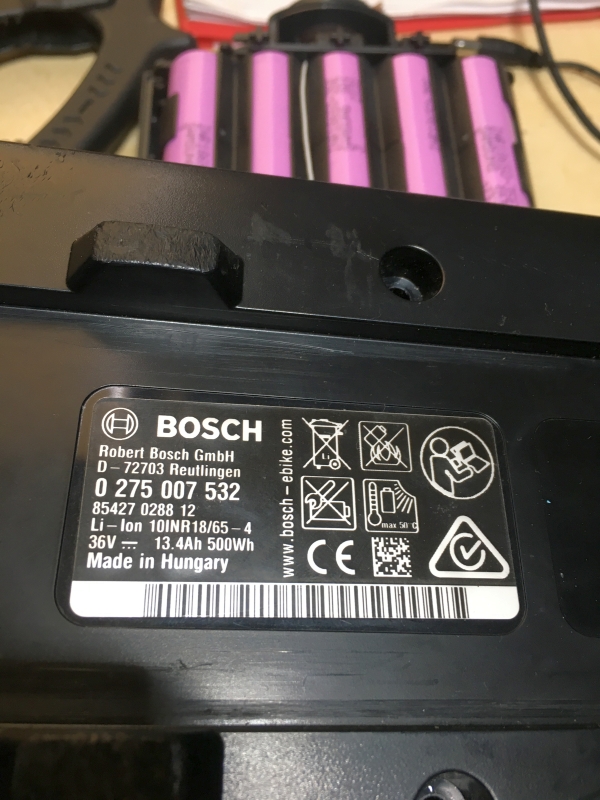 BOSCH
Robert Bosch GmbH
D-72703 Reutlingen
0 275 007 532
85427 0288 12
Li-Ion 10INR18/65-4
36V ⎓ 13.4Ah 500Wh
Made in Hungary
www.bosch-ebike.com
Li
max 50°C
CE